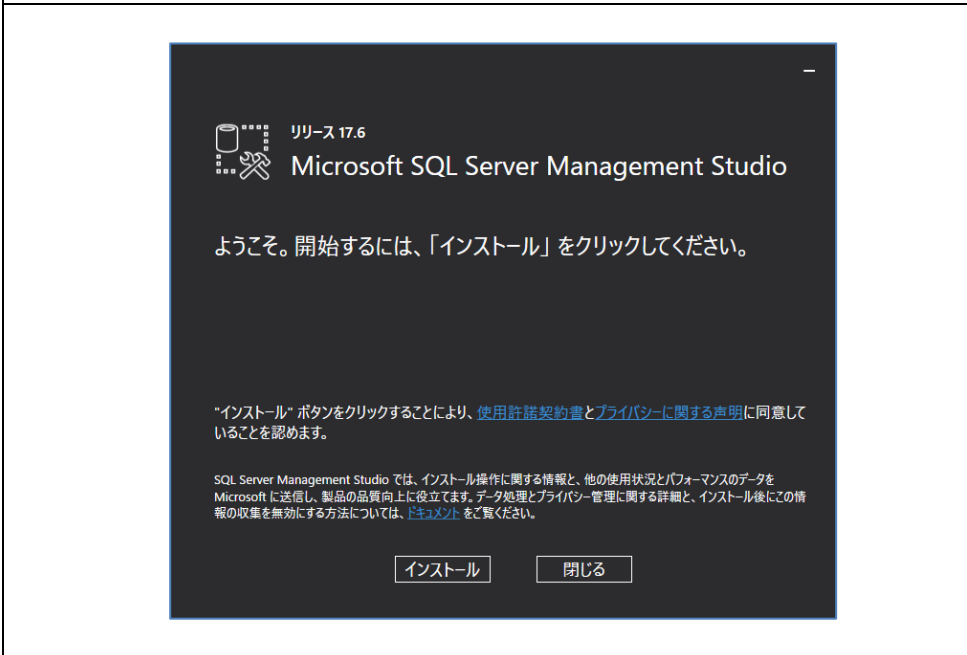 リリース 17.6
Microsoft SQL Server Management Studio
ようこそ。開始するには、「インストール」をクリックしてください。
"インストール" ボタンをクリックすることにより、使用許諾契約書とプライバシーに関する声明に同意して
いることを認めます。
SQL Server Management Studio では、インストール操作に関する情報と、他の使用状況とパフォーマンスのデータを
Microsoft に送信し、製品の品質向上に役立てます。データ処理とプライバシー管理に関する詳細と、インストール後にこの情
報の収集を無効にする方法については、ドキュメント をご覧ください。
インストール 閉じる